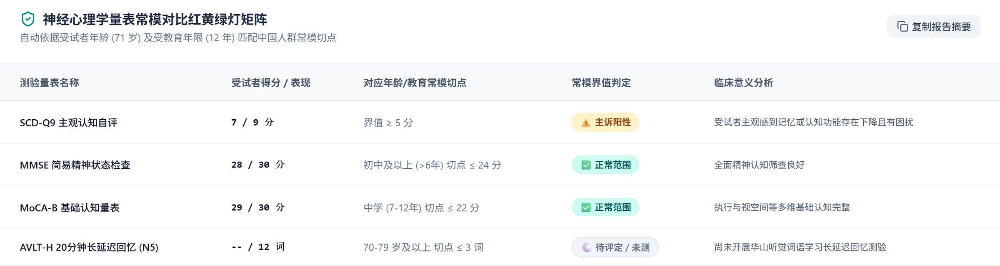 神经心理学量表常模对比红黄绿灯矩阵
自动依据受试者年龄 (71 岁) 及受教育年限 (12 年) 匹配中国人群常模切点
复制报告摘要
测验量表名称 受试者得分 / 表现 对应年龄/教育常模切点 常模界值判定 临床意义分析
SCD-Q9 主观认知自评 7 / 9 分 界值 ≥ 5 分 主诉阳性 受试者主观感到记忆或认知功能存在下降且有困扰
MMSE 简易精神状态检查 28 / 30 分 初中及以上 (>6年) 切点 ≤ 24 分 正常范围 全面精神认知筛查良好
MoCA-B 基础认知量表 29 / 30 分 中学 (7-12年) 切点 ≤ 22 分 正常范围 执行与视空间等多维基础认知完整
AVLT-H 20分钟长延迟回忆 (N5) -- / 12 词 70-79 岁及以上 切点 ≤ 3 词 待评定 / 未测 尚未开展华山听觉词语学习长延迟回忆测验